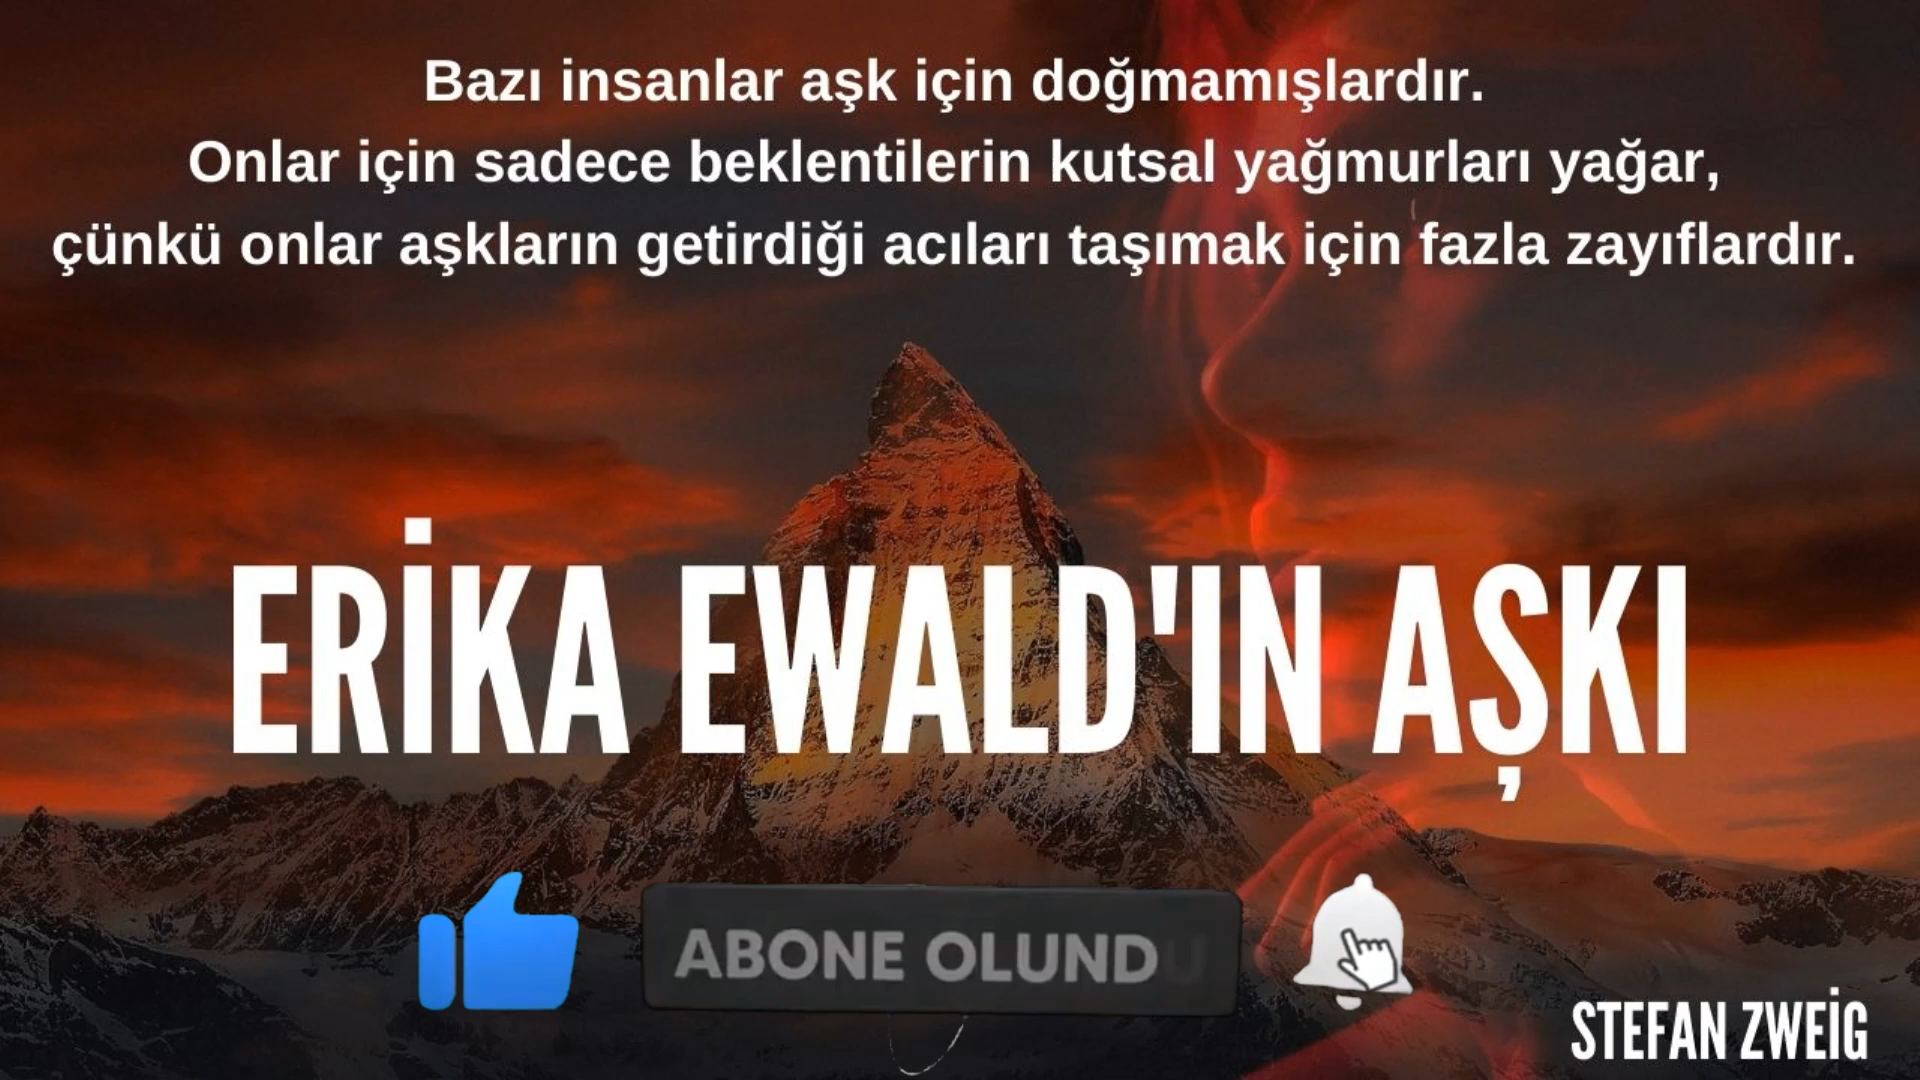 Bazı insanlar aşk için doğmamışlardır.
Onlar için sadece beklentilerin kutsal yağmurları yağar,
çünkü onlar aşkların getirdiği acıları taşımak için fazla zayıflardır.
ERİKA EWALD'IN AŞKI
ABONE OLUNDU
STEFAN ZWEİG